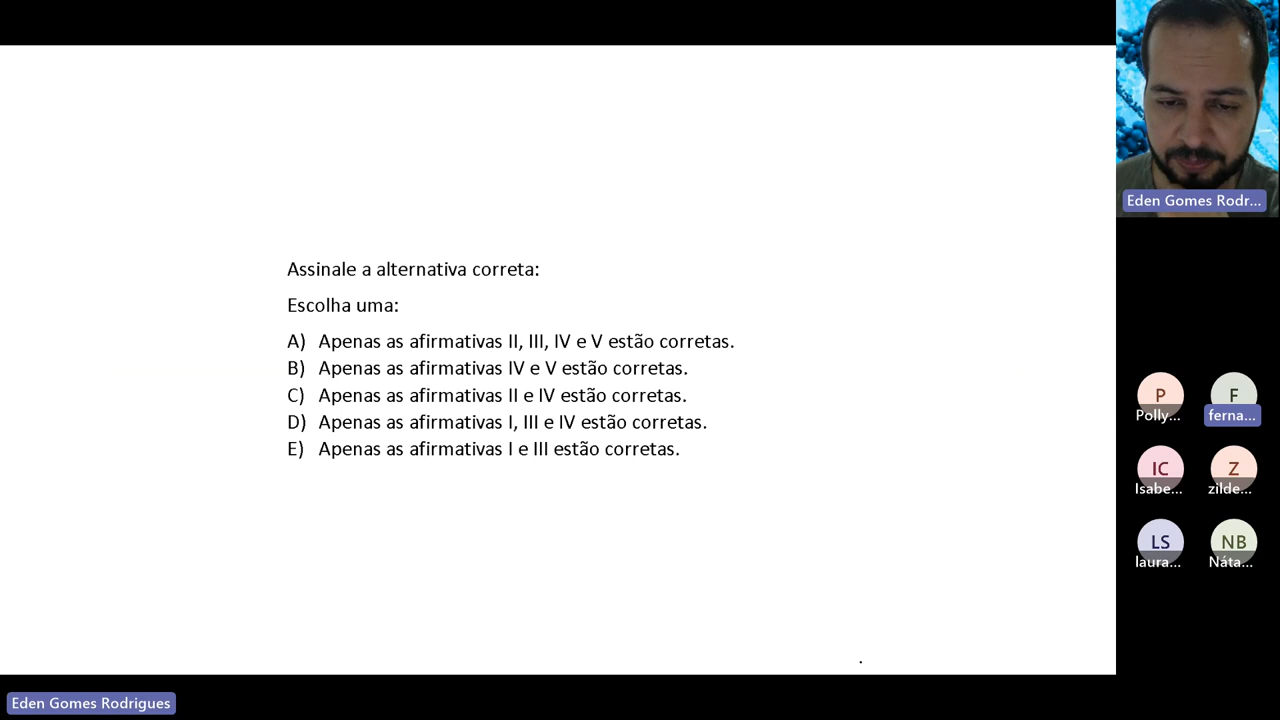 Assinale a alternativa correta:
Escolha uma:
A) Apenas as afirmativas II, III, IV e V estão corretas.
B) Apenas as afirmativas IV e V estão corretas.
C) Apenas as afirmativas II e IV estão corretas.
D) Apenas as afirmativas I, III e IV estão corretas.
E) Apenas as afirmativas I e III estão corretas.
.
Eden Gomes Rodr...
P
Polly...
F
ferna...
IC
Isabe...
Z
zilde...
LS
laura...
NB
Náta...
Eden Gomes Rodrigues